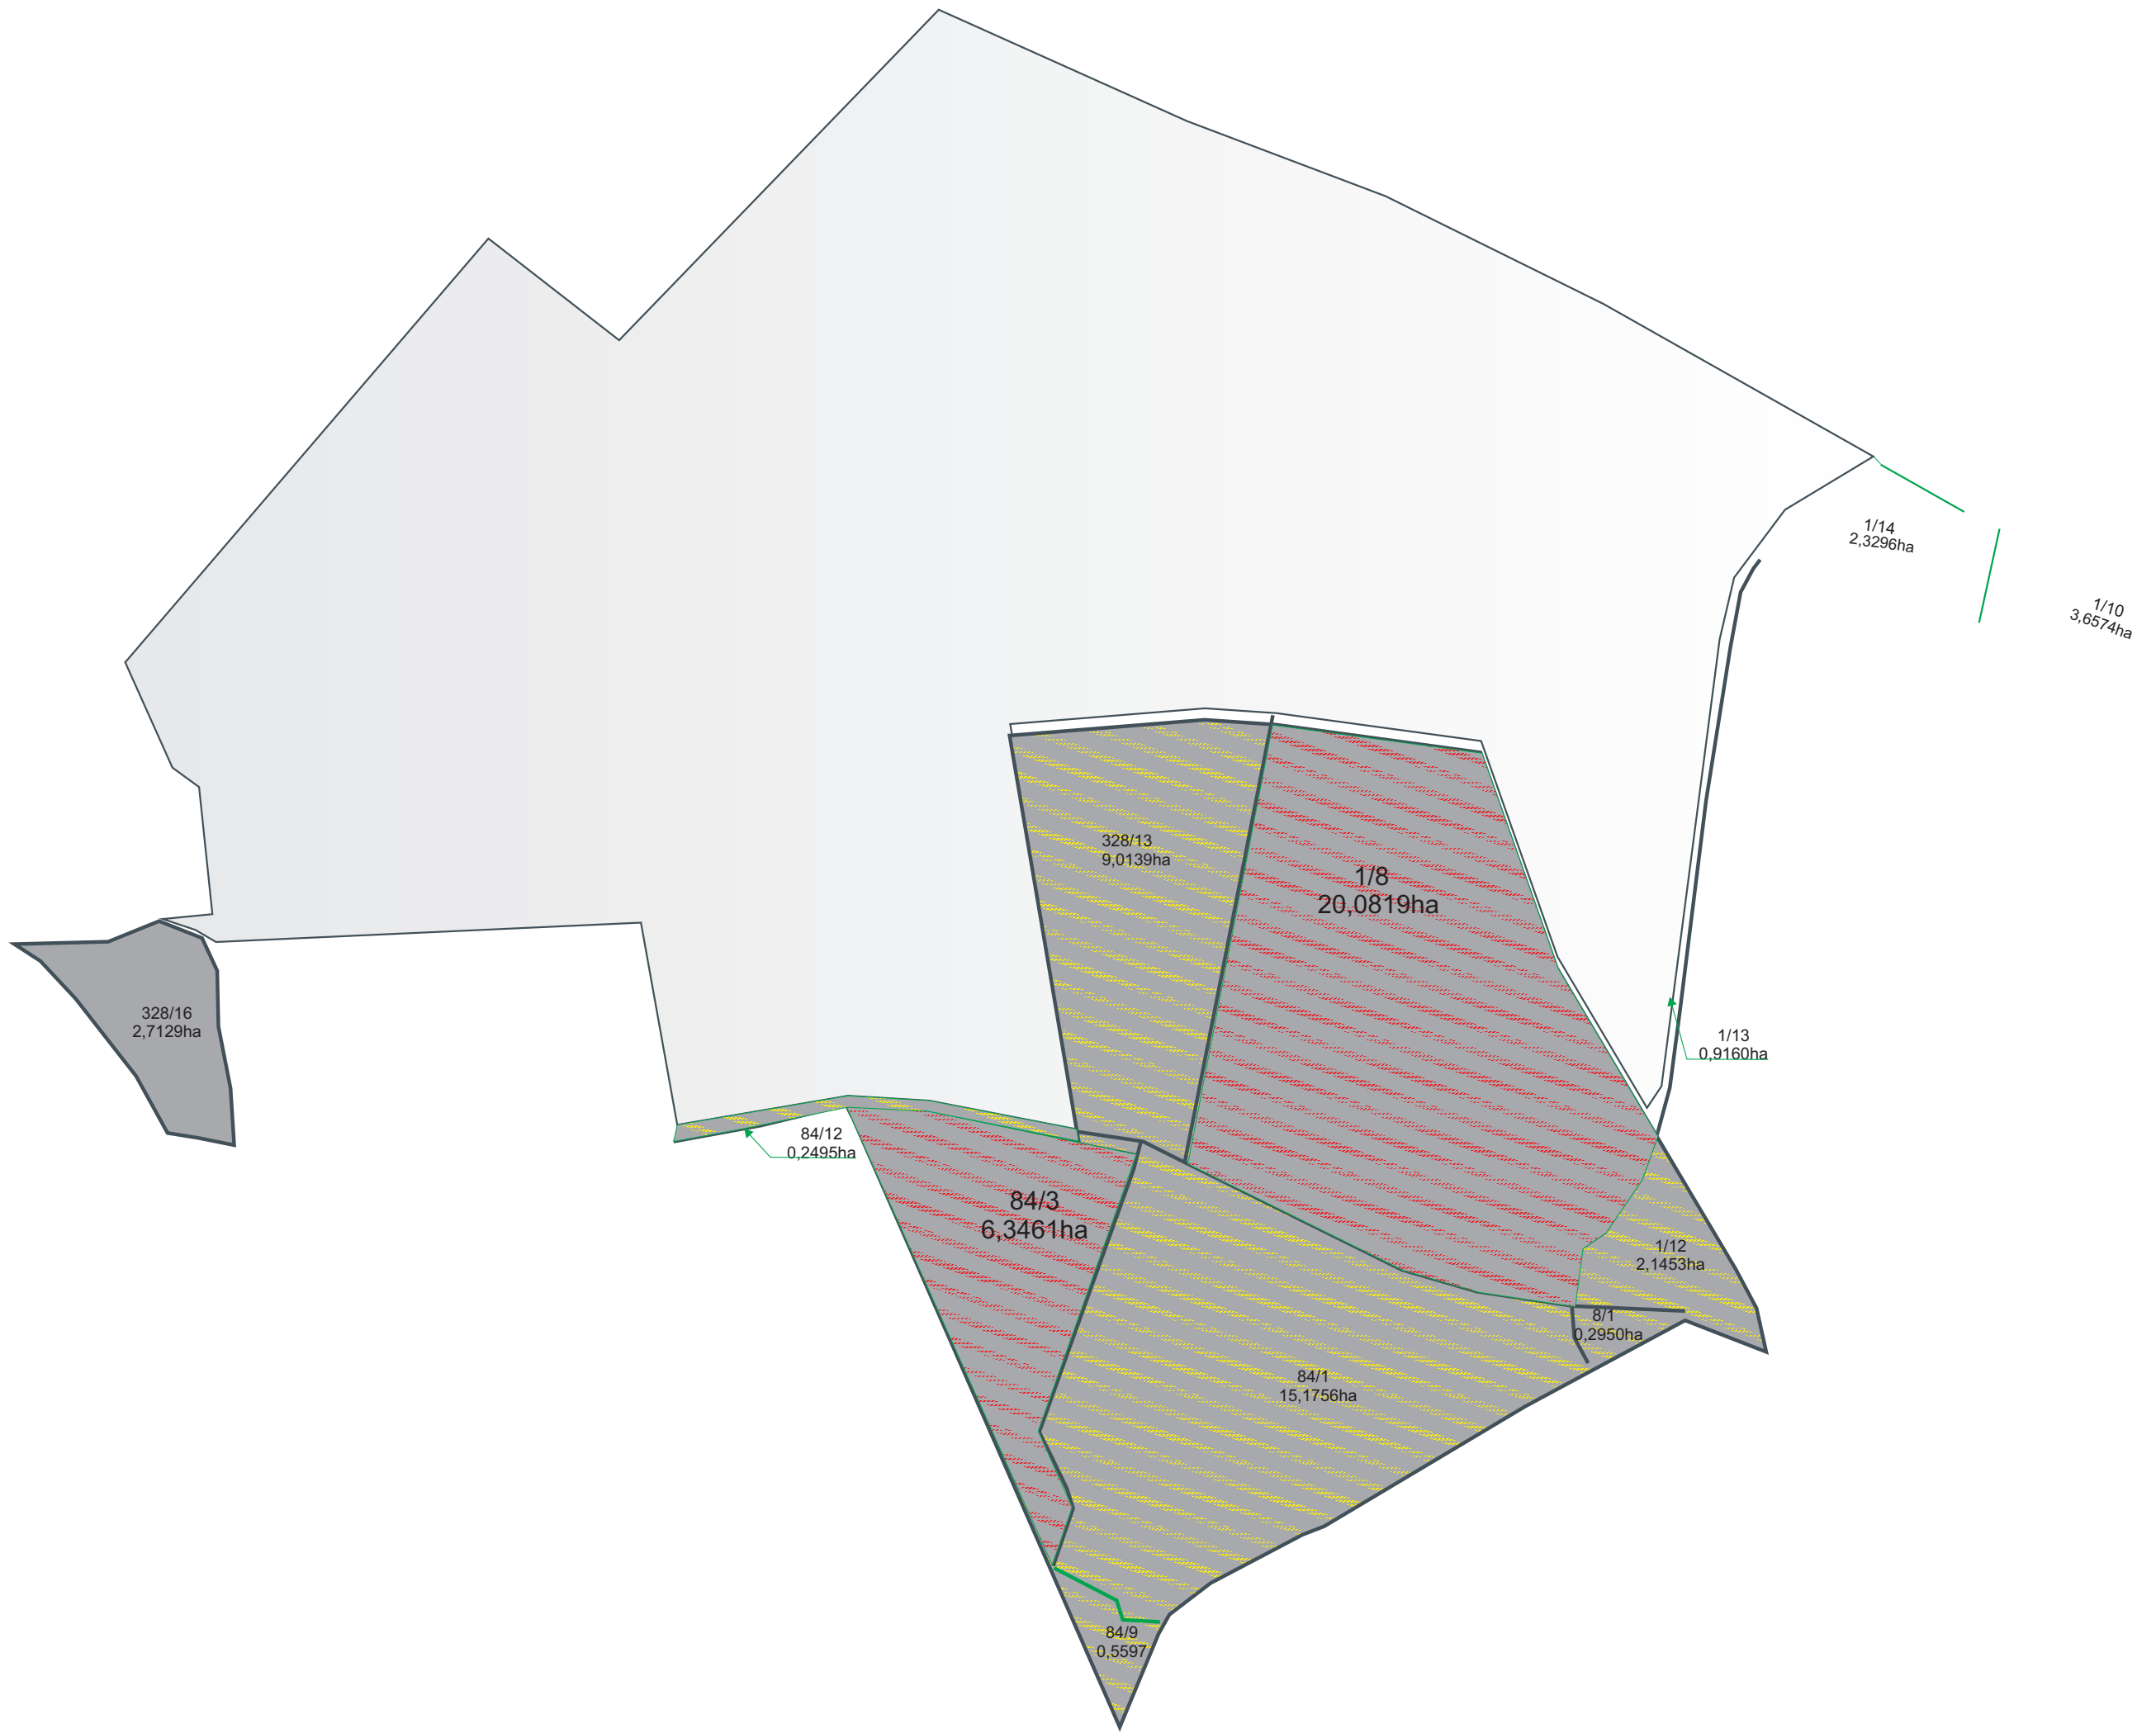 1/14
2,3296ha
1/10
3,6574ha
328/13
9,0139ha
1/8
20,0819ha
328/16
2,7129ha
1/13
0,9160ha
84/12
0,2495ha
84/3
6,3461ha
1/12
2,1453ha
8/1
0,2950ha
84/1
15,1756ha
84/9
0,5597